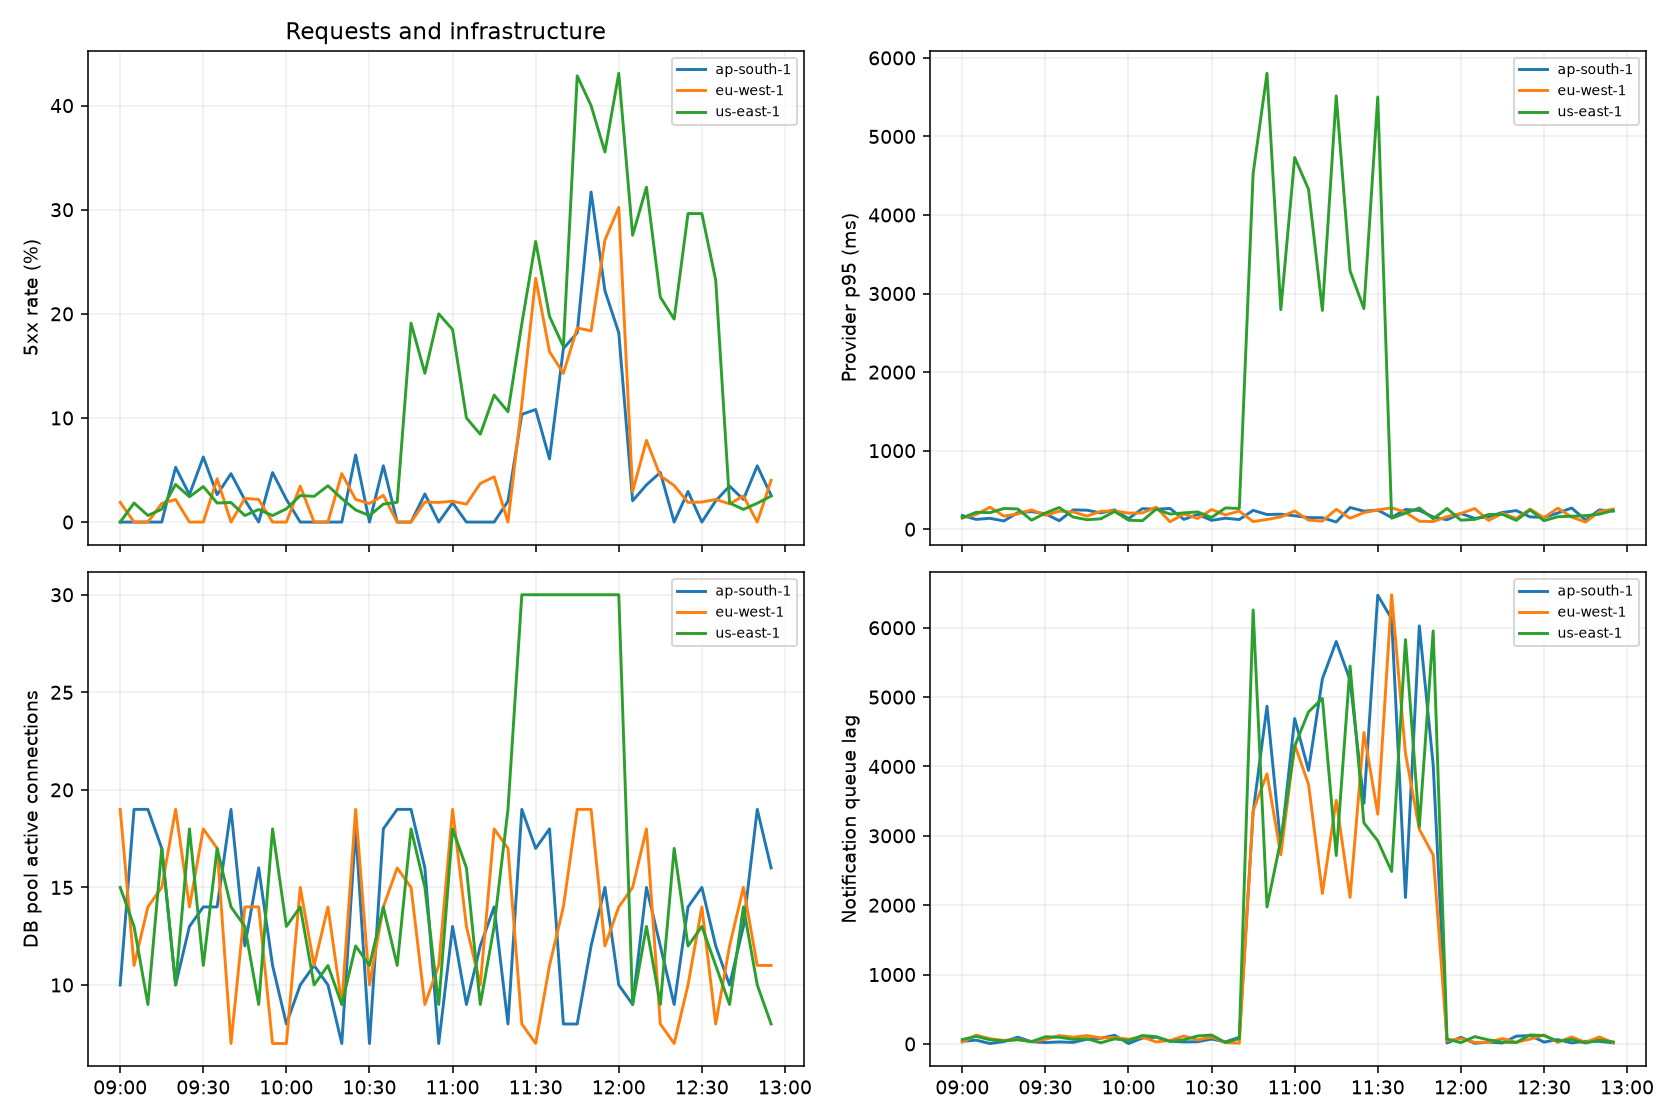 Requests and infrastructure
5xx rate (%)
40
30
20
10
0
ap-south-1
eu-west-1
us-east-1
Provider p95 (ms)
6000
5000
4000
3000
2000
1000
0
ap-south-1
eu-west-1
us-east-1
DB pool active connections
30
25
20
15
10
ap-south-1
eu-west-1
us-east-1
09:00 09:30 10:00 10:30 11:00 11:30 12:00 12:30 13:00
Notification queue lag
6000
5000
4000
3000
2000
1000
0
ap-south-1
eu-west-1
us-east-1
09:00 09:30 10:00 10:30 11:00 11:30 12:00 12:30 13:00